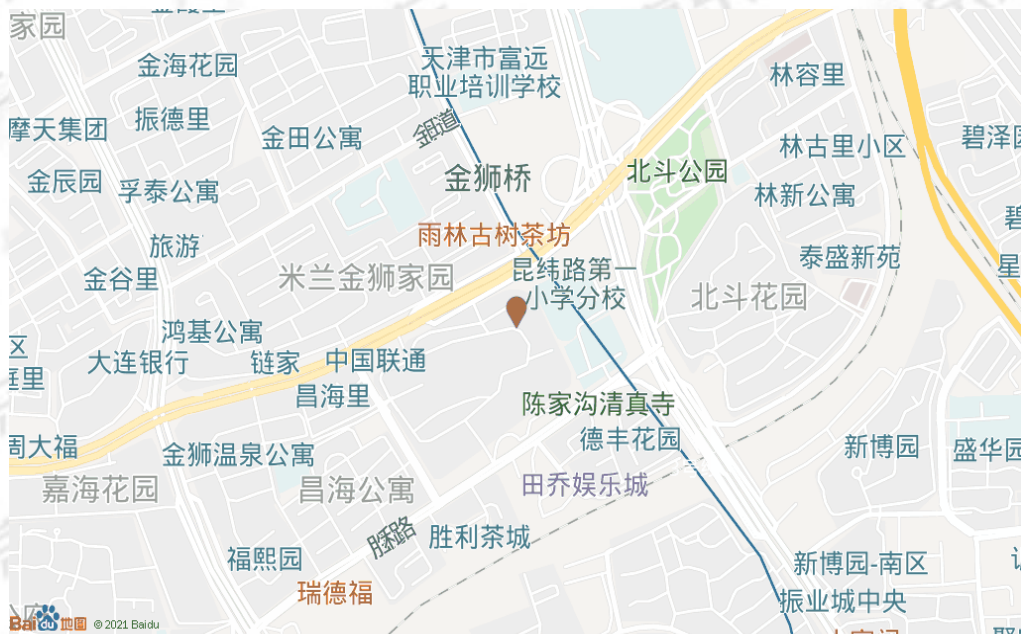 家园
金海花园
天津市富远
职业培训学校
林容里
摩天集团
振德里
金田公寓
林古里小区
碧泽园
金狮桥
北斗公园
金辰园
孚泰公寓
林新公寓
旅游
雨林古树茶坊
泰盛新苑
金谷里
米兰金狮家园
昆纬路第一
小学分校
北斗花园
鸿基公寓
区
大连银行
链家
中国联通
昌海里
陈家沟清真寺
周大福
金狮温泉公寓
德丰花园
新博园
盛华园
嘉海花园
昌海公寓
田乔娱乐城
胜利茶城
福熙园
新博园-南区
瑞德福
振业城中央
Bai du 地图 © 2021 Baidu